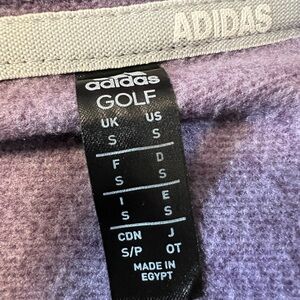 ADIDAS
adidas
GOLF
UK US
S S
F D
S S
I E
S S
CDN J
S/P OT
MADE IN
EGYPT